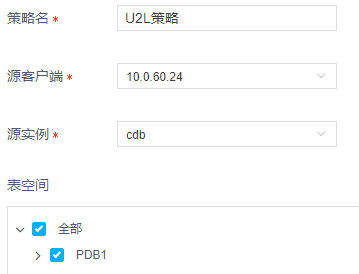 策略名 * U2L策略
源客户端 * 10.0.60.24
源实例 * cdb
表空间
全部
PDB1